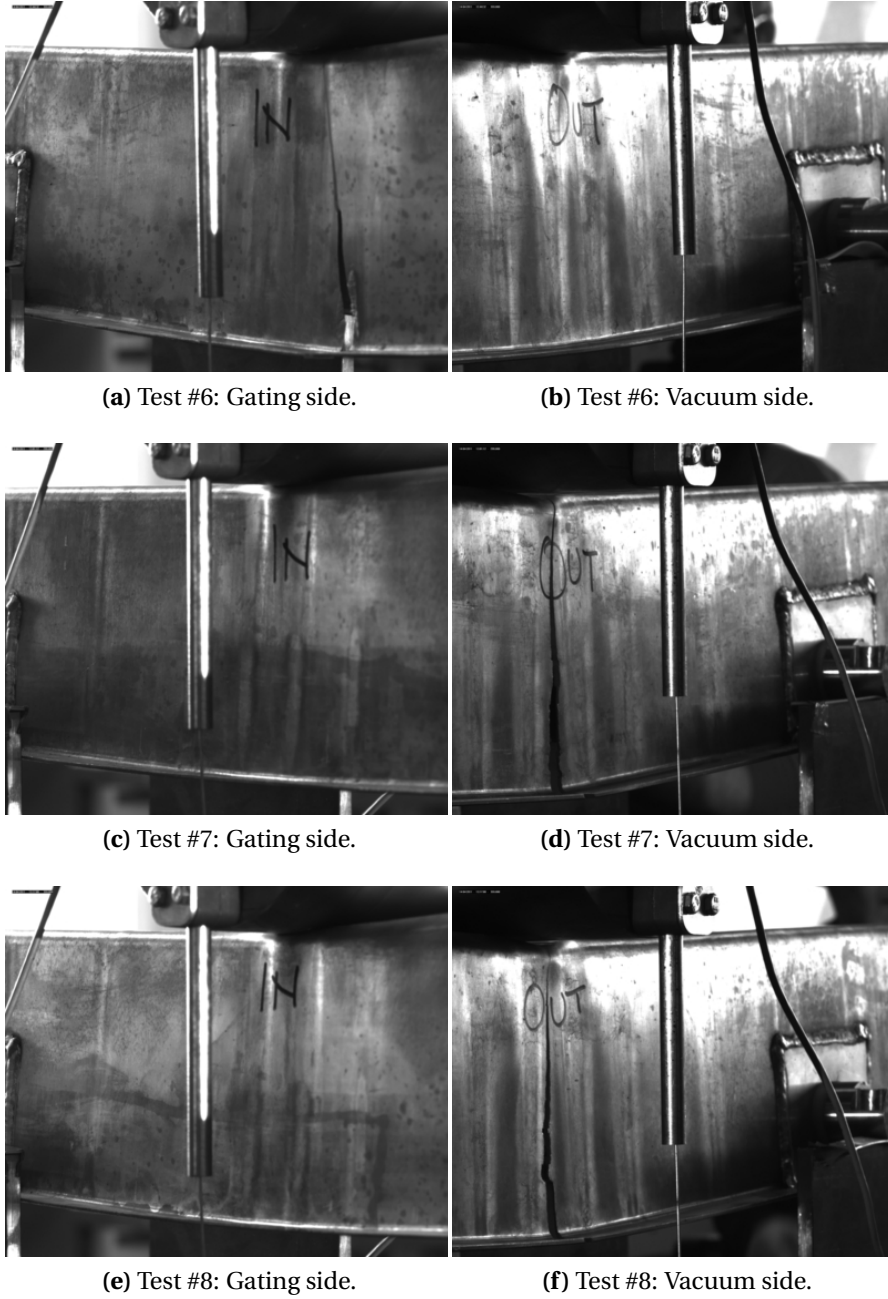 IN
OUT
(a) Test #6: Gating side.
(b) Test #6: Vacuum side.
IN
OUT
(c) Test #7: Gating side.
(d) Test #7: Vacuum side.
IN
OUT
(e) Test #8: Gating side.
(f) Test #8: Vacuum side.